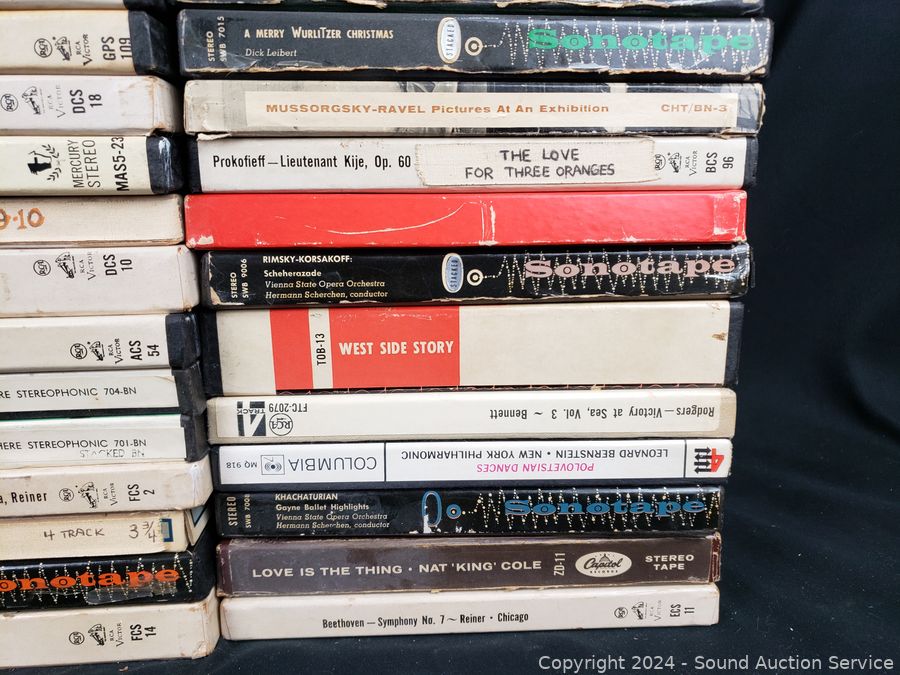 RCA VICTOR GPS 109
RCA VICTOR DCS 18
MERCURY STEREO MAS5-23
9-10
RCA VICTOR DCS 10
RCA VICTOR ACS 54
RE STEREOPHONIC 704-BN
HERE STEREOPHONIC 701-BN
STACKED BN
, Reiner RCA VICTOR FCS 2
4 TRACK 3 3/4
notape
RCA VICTOR FCS 14
STEREO SWB 7015
A MERRY WURLITZER CHRISTMAS
Dick Leibert
STACKED
Sonotape
MUSSORGSKY-RAVEL Pictures At An Exhibition CHT/BN-3
Prokofieff—Lieutenant Kije, Op. 60
THE LOVE
FOR THREE ORANGES
RCA VICTOR BCS 96
STEREO SWB 9006
RIMSKY-KORSAKOFF:
Scheherazade
Vienna State Opera Orchestra
Hermann Scherchen, conductor
STACKED
Sonotape
TOB-13
WEST SIDE STORY
Rodgers—Victory at Sea, Vol. 3 ~ Bennett
FTC-2079
RCA
4 TRACK
4
LEONARD BERNSTEIN • NEW YORK PHILHARMONIC
POLOVETSIAN DANCES
COLUMBIA
MQ 918
STEREO
KHACHATURIAN
Gayne Ballet Highlights
Vienna State Opera Orchestra
Hermann Scherchen, conductor
Sonotape
LOVE IS THE THING • NAT 'KING' COLE
ZD-11
Capitol
RECORDS
STEREO
TAPE
Beethoven—Symphony No. 7 ~ Reiner • Chicago
RCA VICTOR ECS 11
Copyright 2024 - Sound Auction Service